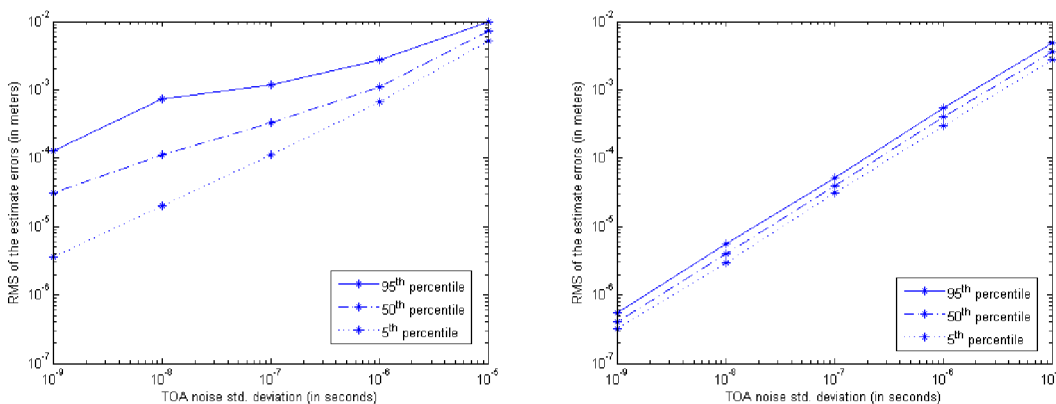 10^-2
10^-3
10^-4
10^-5
10^-6
10^-7
RMS of the estimate errors (in meters)
10^-9
10^-8
10^-7
10^-6
10^-5
TOA noise std. deviation (in seconds)
95th percentile
50th percentile
5th percentile
10^-2
10^-3
10^-4
10^-5
10^-6
10^-7
RMS of the estimate errors (in meters)
10^-9
10^-8
10^-7
10^-6
TOA noise std. deviation (in seconds)
95th percentile
50th percentile
5th percentile